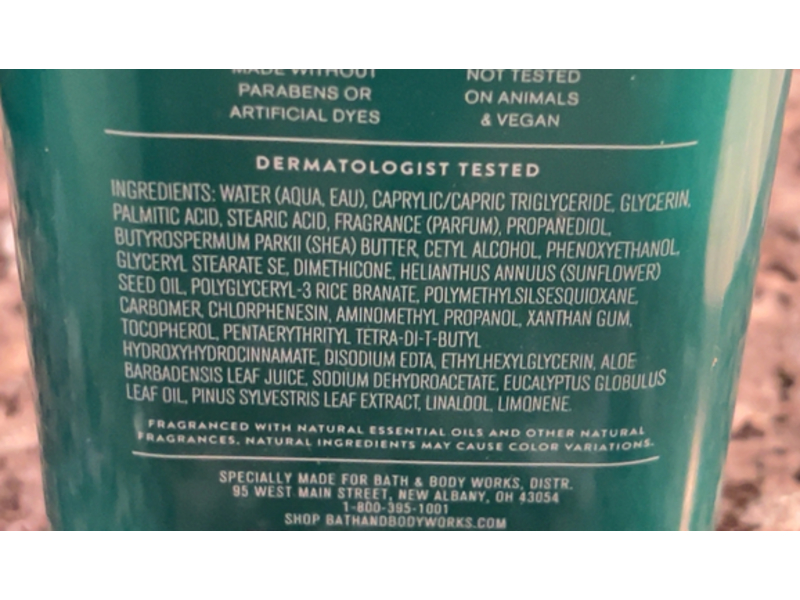 MADE WITHOUT
PARABENS OR
ARTIFICIAL DYES
NOT TESTED
ON ANIMALS
& VEGAN
DERMATOLOGIST TESTED
INGREDIENTS: WATER (AQUA, EAU), CAPRYLIC/CAPRIC TRIGLYCERIDE, GLYCERIN,
PALMITIC ACID, STEARIC ACID, FRAGRANCE (PARFUM), PROPANEDIOL,
BUTYROSPERMUM PARKII (SHEA) BUTTER, CETYL ALCOHOL, PHENOXYETHANOL,
GLYCERYL STEARATE SE, DIMETHICONE, HELIANTHUS ANNUUS (SUNFLOWER)
SEED OIL, POLYGLYCERYL-3 RICE BRANATE, POLYMETHYLSILSESQUIOXANE,
CARBOMER, CHLORPHENESIN, AMINOMETHYL PROPANOL, XANTHAN GUM,
TOCOPHEROL, PENTAERYTHRITYL TETRA-DI-T-BUTYL
HYDROXYHYDROCINNAMATE, DISODIUM EDTA, ETHYLHEXYLGLYCERIN, ALOE
BARBADENSIS LEAF JUICE, SODIUM DEHYDROACETATE, EUCALYPTUS GLOBULUS
LEAF OIL, PINUS SYLVESTRIS LEAF EXTRACT, LINALOOL, LIMONENE.
FRAGRANCED WITH NATURAL ESSENTIAL OILS AND OTHER NATURAL
FRAGRANCES. NATURAL INGREDIENTS MAY CAUSE COLOR VARIATIONS.
SPECIALLY MADE FOR BATH & BODY WORKS, DISTR.
95 WEST MAIN STREET, NEW ALBANY, OH 43054
1-800-395-1001
SHOP BATHANDBODYWORKS.COM